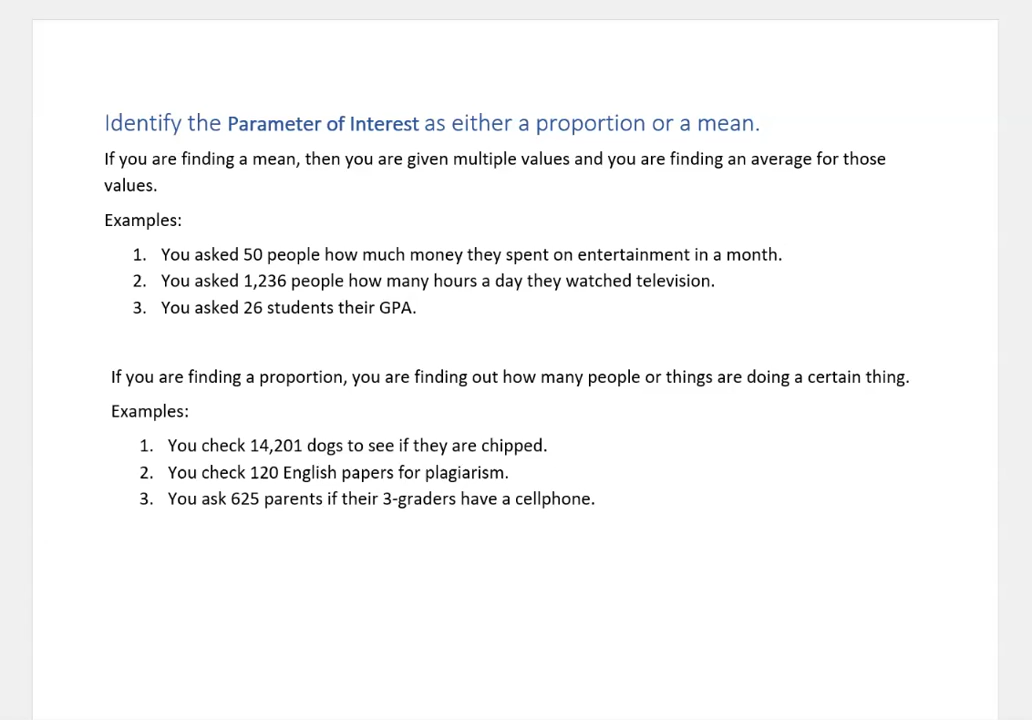 Identify the Parameter of Interest as either a proportion or a mean.
If you are finding a mean, then you are given multiple values and you are finding an average for those
values.
Examples:
1. You asked 50 people how much money they spent on entertainment in a month.
2. You asked 1,236 people how many hours a day they watched television.
3. You asked 26 students their GPA.
If you are finding a proportion, you are finding out how many people or things are doing a certain thing.
Examples:
1. You check 14,201 dogs to see if they are chipped.
2. You check 120 English papers for plagiarism.
3. You ask 625 parents if their 3-graders have a cellphone.